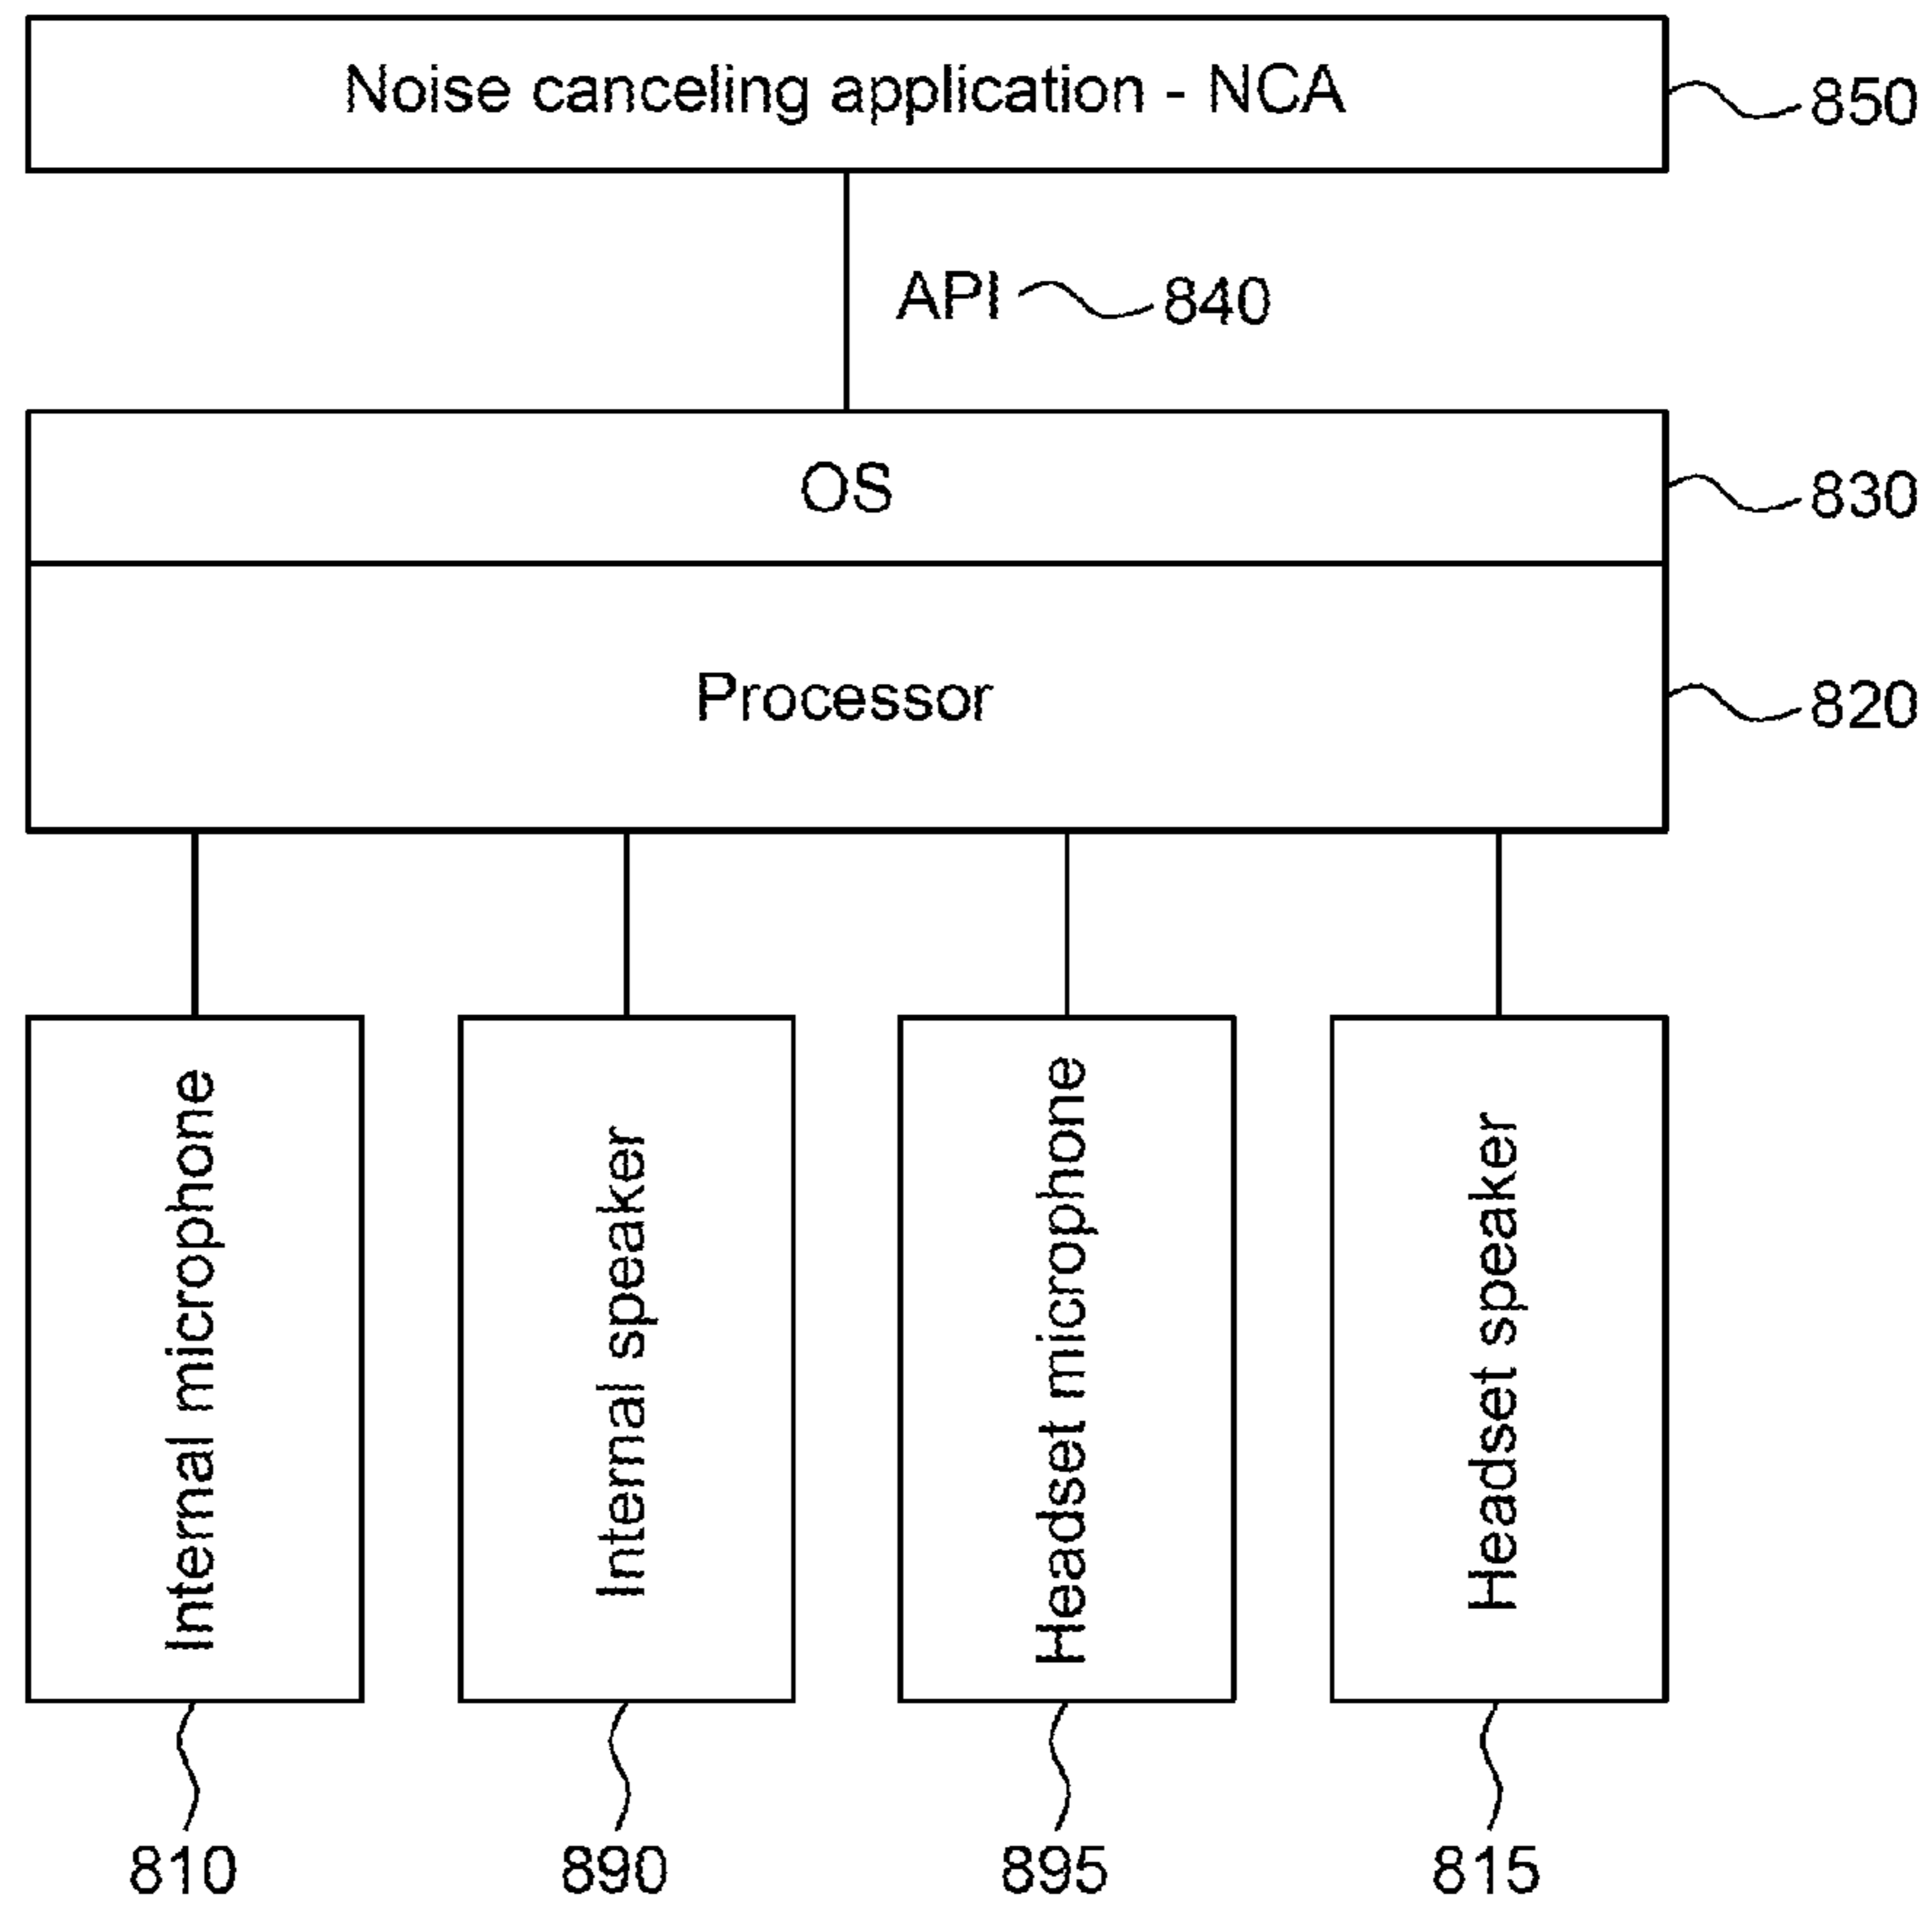 Noise canceling application - NCA
850
API
840
OS
830
Processor
820
Internal microphone
Internal speaker
Headset microphone
Headset speaker
810
890
895
815